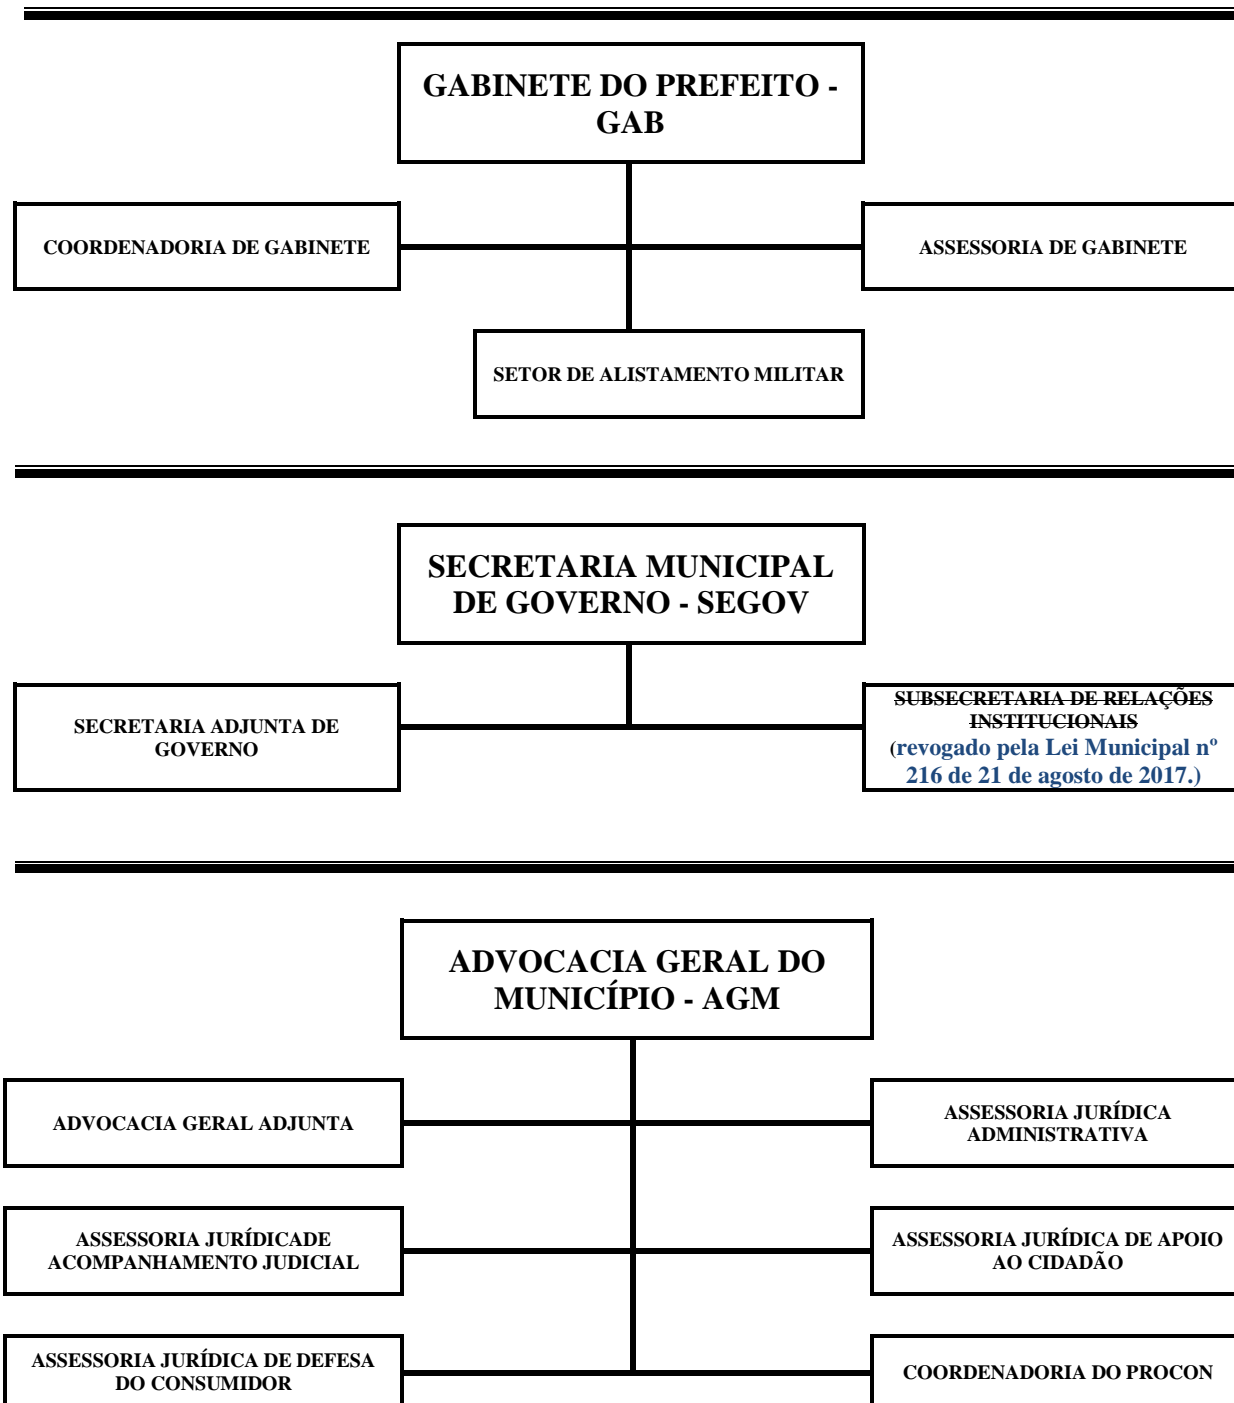 GABINETE DO PREFEITO -
GAB
COORDENADORIA DE GABINETE
ASSESSORIA DE GABINETE
SETOR DE ALISTAMENTO MILITAR
SECRETARIA MUNICIPAL
DE GOVERNO - SEGOV
SECRETARIA ADJUNTA DE
GOVERNO
SUBSECRETARIA DE RELAÇÕES
INSTITUCIONAIS
(revogado pela Lei Municipal nº
216 de 21 de agosto de 2017.)
ADVOCACIA GERAL DO
MUNICÍPIO - AGM
ADVOCACIA GERAL ADJUNTA
ASSESSORIA JURÍDICA
ADMINISTRATIVA
ASSESSORIA JURÍDICADE
ACOMPANHAMENTO JUDICIAL
ASSESSORIA JURÍDICA DE APOIO
AO CIDADÃO
ASSESSORIA JURÍDICA DE DEFESA
DO CONSUMIDOR
COORDENADORIA DO PROCON